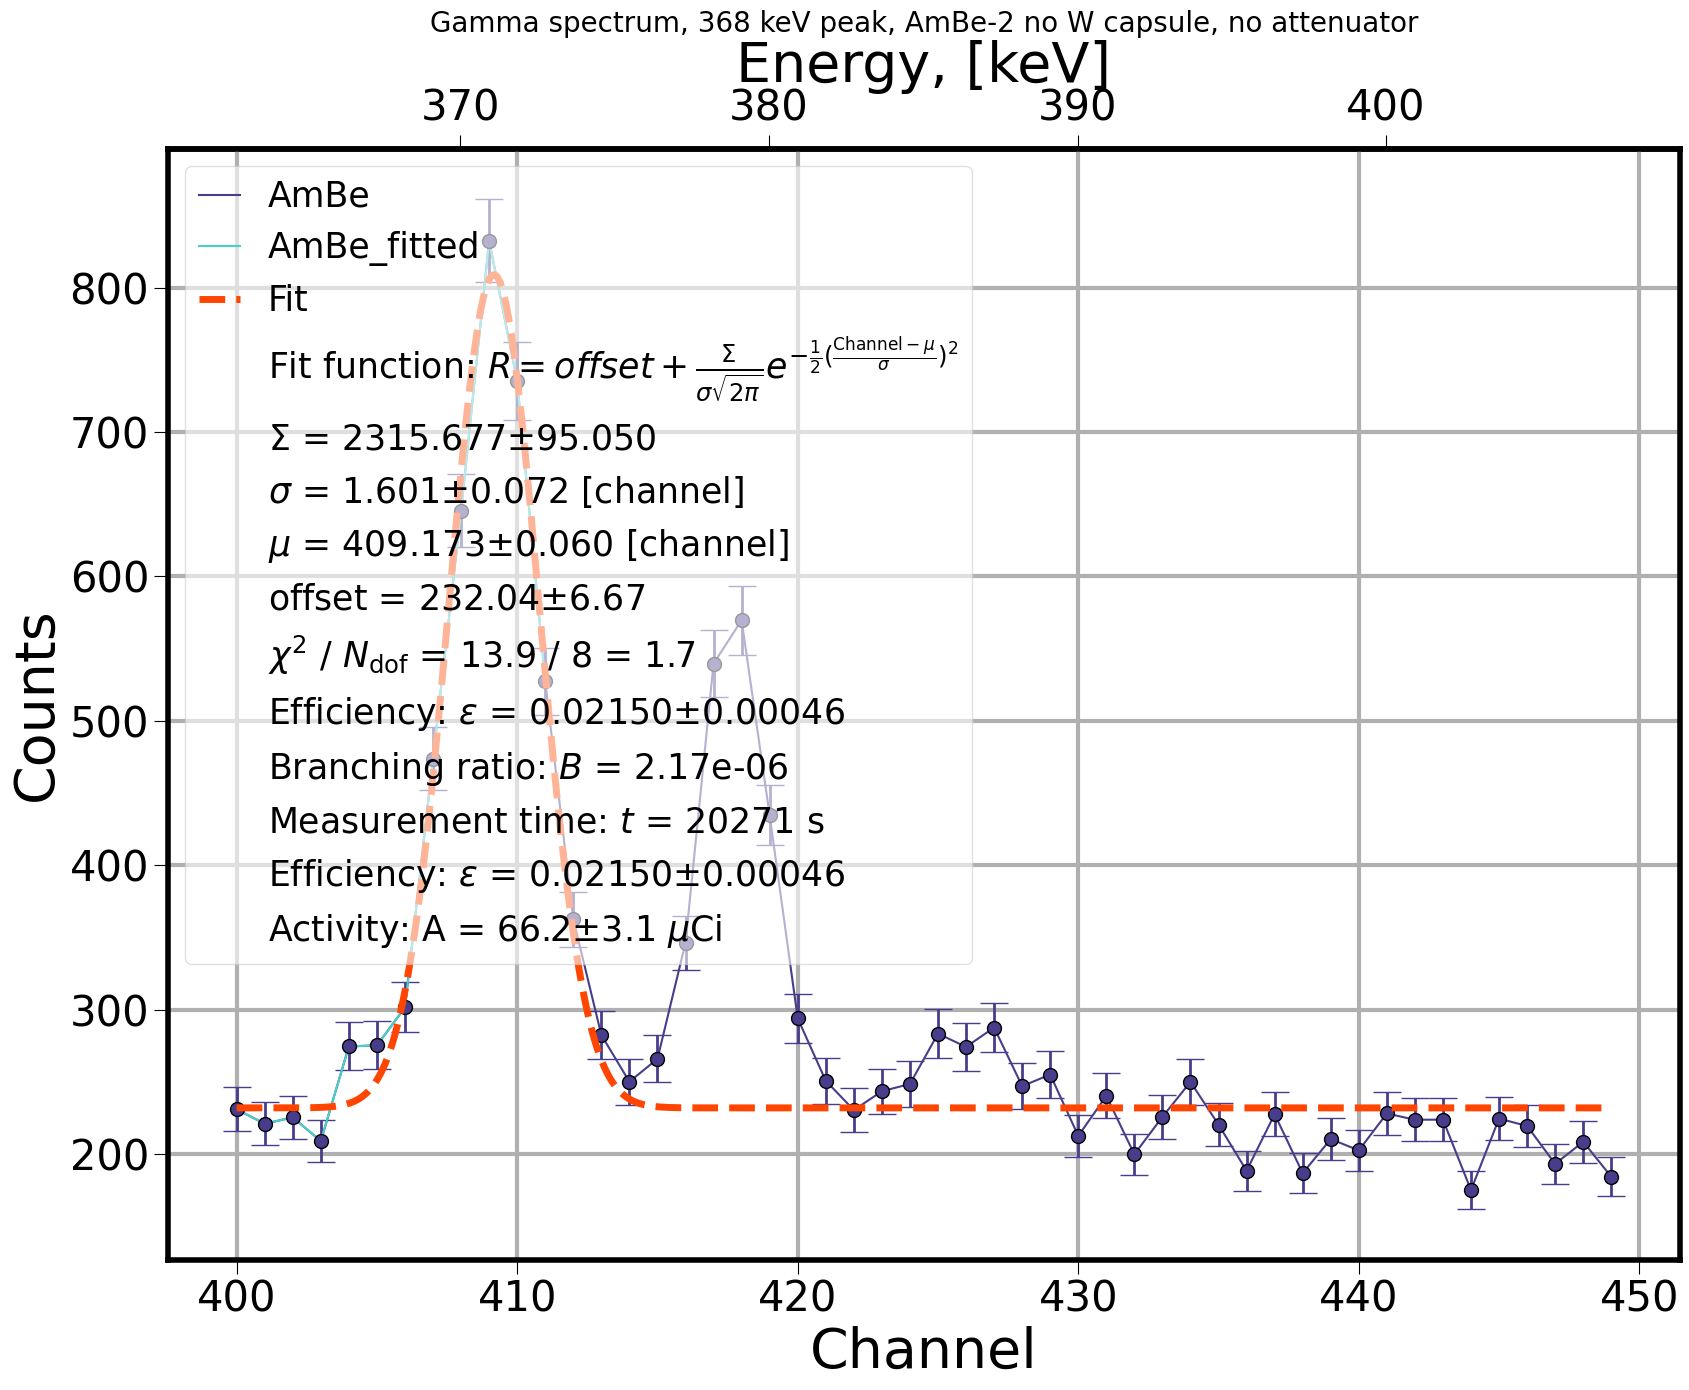 Gamma spectrum, 368 keV peak, AmBe-2 no W capsule, no attenuator
Energy, [keV]
370 380 390 400
AmBe
AmBe_fitted
Fit
Fit function: R = offset + Σ/(σ√2π) e^{-1/2((Channel − μ)/σ)^2}
Σ = 2315.677±95.050
σ = 1.601±0.072 [channel]
μ = 409.173±0.060 [channel]
offset = 232.04±6.67
χ² / N_dof = 13.9 / 8 = 1.7
Efficiency: ε = 0.02150±0.00046
Branching ratio: B = 2.17e-06
Measurement time: t = 20271 s
Efficiency: ε = 0.02150±0.00046
Activity: A = 66.2±3.1 μCi
Counts
800
700
600
500
400
300
200
400 410 420 430 440 450
Channel